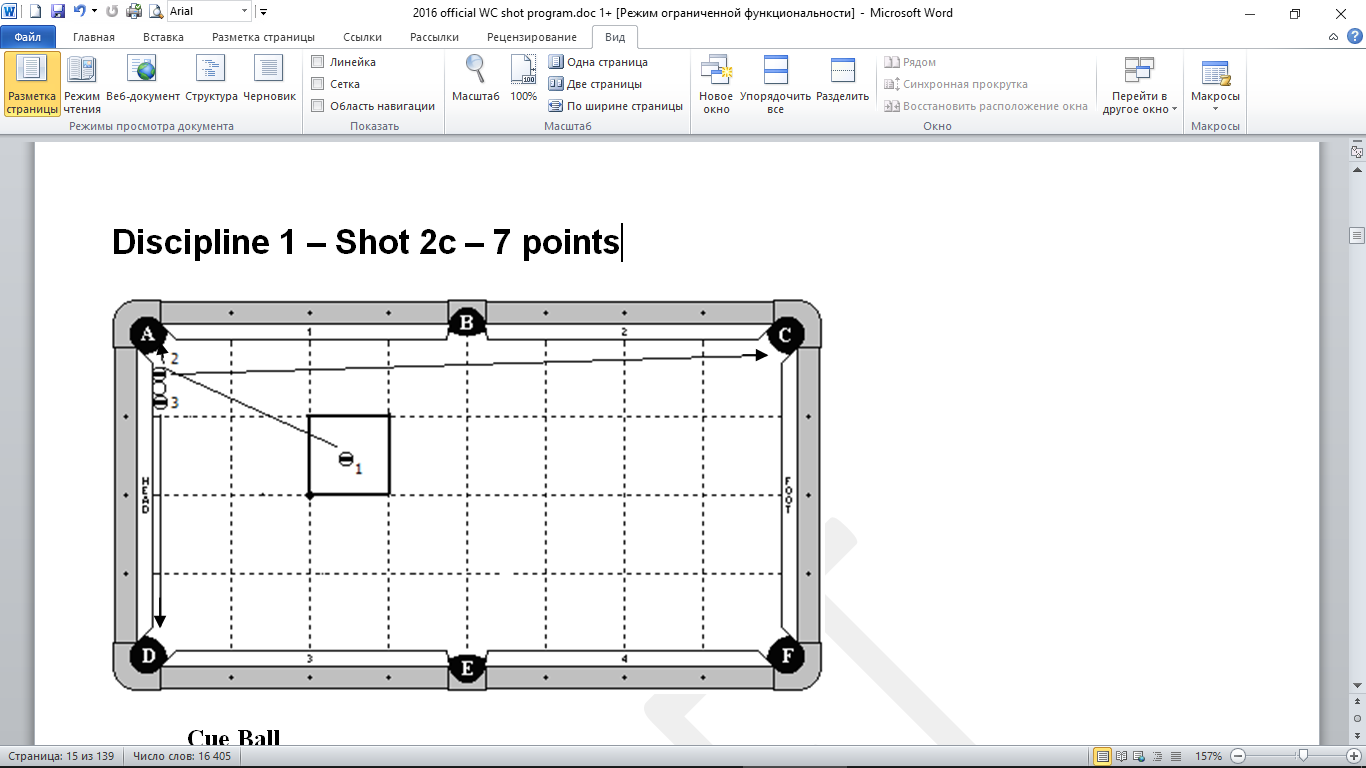 Arial
2016 official WC shot program.doc 1+ [Режим ограниченной функциональности] - Microsoft Word
Файл Главная Вставка Разметка страницы Ссылки Рассылки Рецензирование Вид
Разметка страницы
Режим чтения
Веб-документ
Структура
Черновик
Режимы просмотра документа
Линейка
Сетка
Область навигации
Показать
Масштаб
100%
Одна страница
Две страницы
По ширине страницы
Масштаб
Новое окно
Упорядочить все
Разделить
Рядом
Синхронная прокрутка
Восстановить расположение окна
Окно
Перейти в другое окно
Макросы
Макросы
Discipline 1 – Shot 2c – 7 points
A B C
1 2
2
3
1
HEAD
FOOT
3 4
D E F
Cue Ball
Страница: 15 из 139 Число слов: 16 405 157%